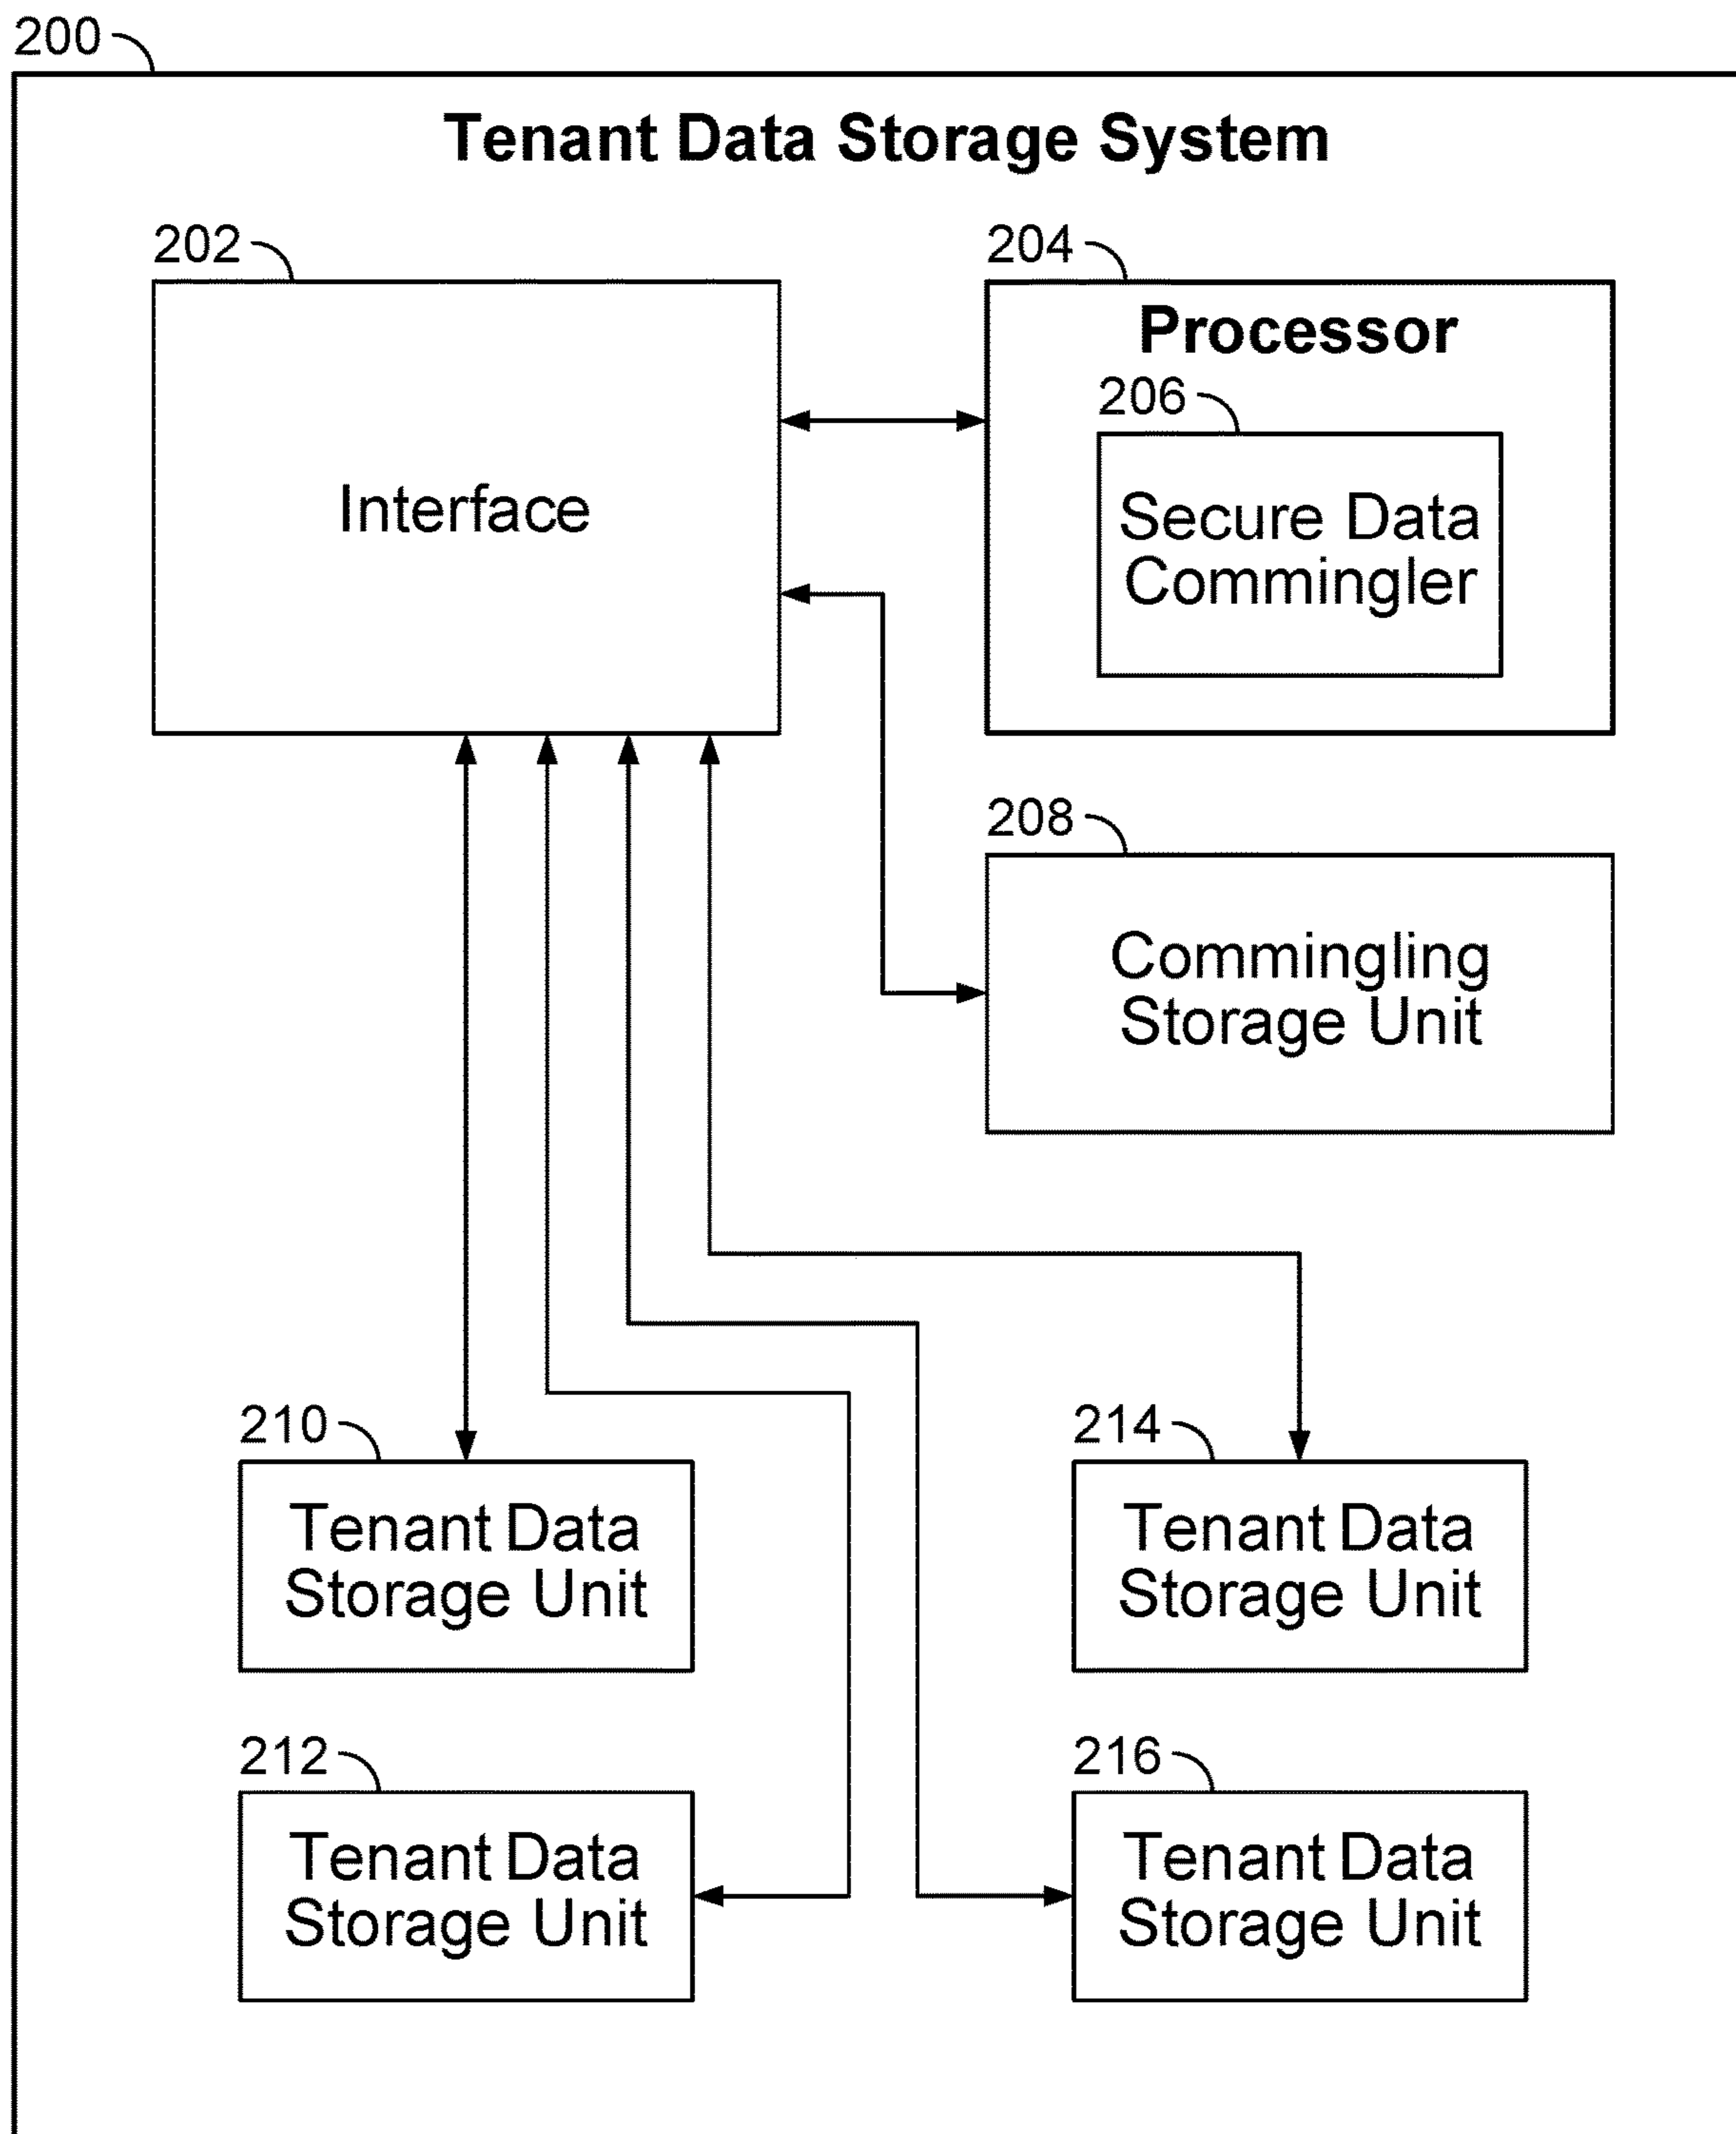 200
Tenant Data Storage System
202
Interface
204
Processor
206
Secure Data
Commingler
208
Commingling
Storage Unit
210
Tenant Data
Storage Unit
214
Tenant Data
Storage Unit
212
Tenant Data
Storage Unit
216
Tenant Data
Storage Unit